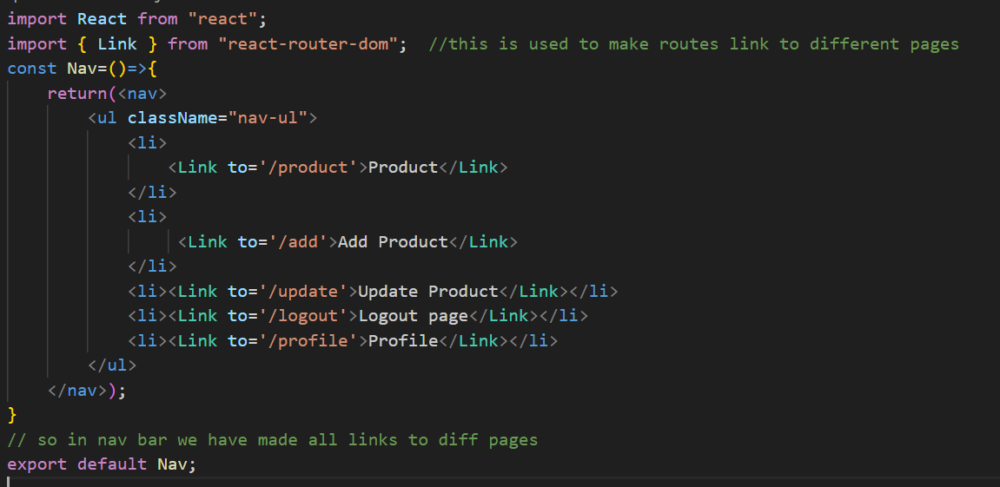 import React from "react";
import { Link } from "react-router-dom";  //this is used to make routes link to different pages
const Nav=()=>{
    return(<nav>
        <ul className="nav-ul">
            <li>
                <Link to='/product'>Product</Link>
            </li>
            <li>
                 <Link to='/add'>Add Product</Link>
            </li>
            <li><Link to='/update'>Update Product</Link></li>
            <li><Link to='/logout'>Logout page</Link></li>
            <li><Link to='/profile'>Profile</Link></li>
        </ul>
    </nav>);
}
// so in nav bar we have made all links to diff pages
export default Nav;